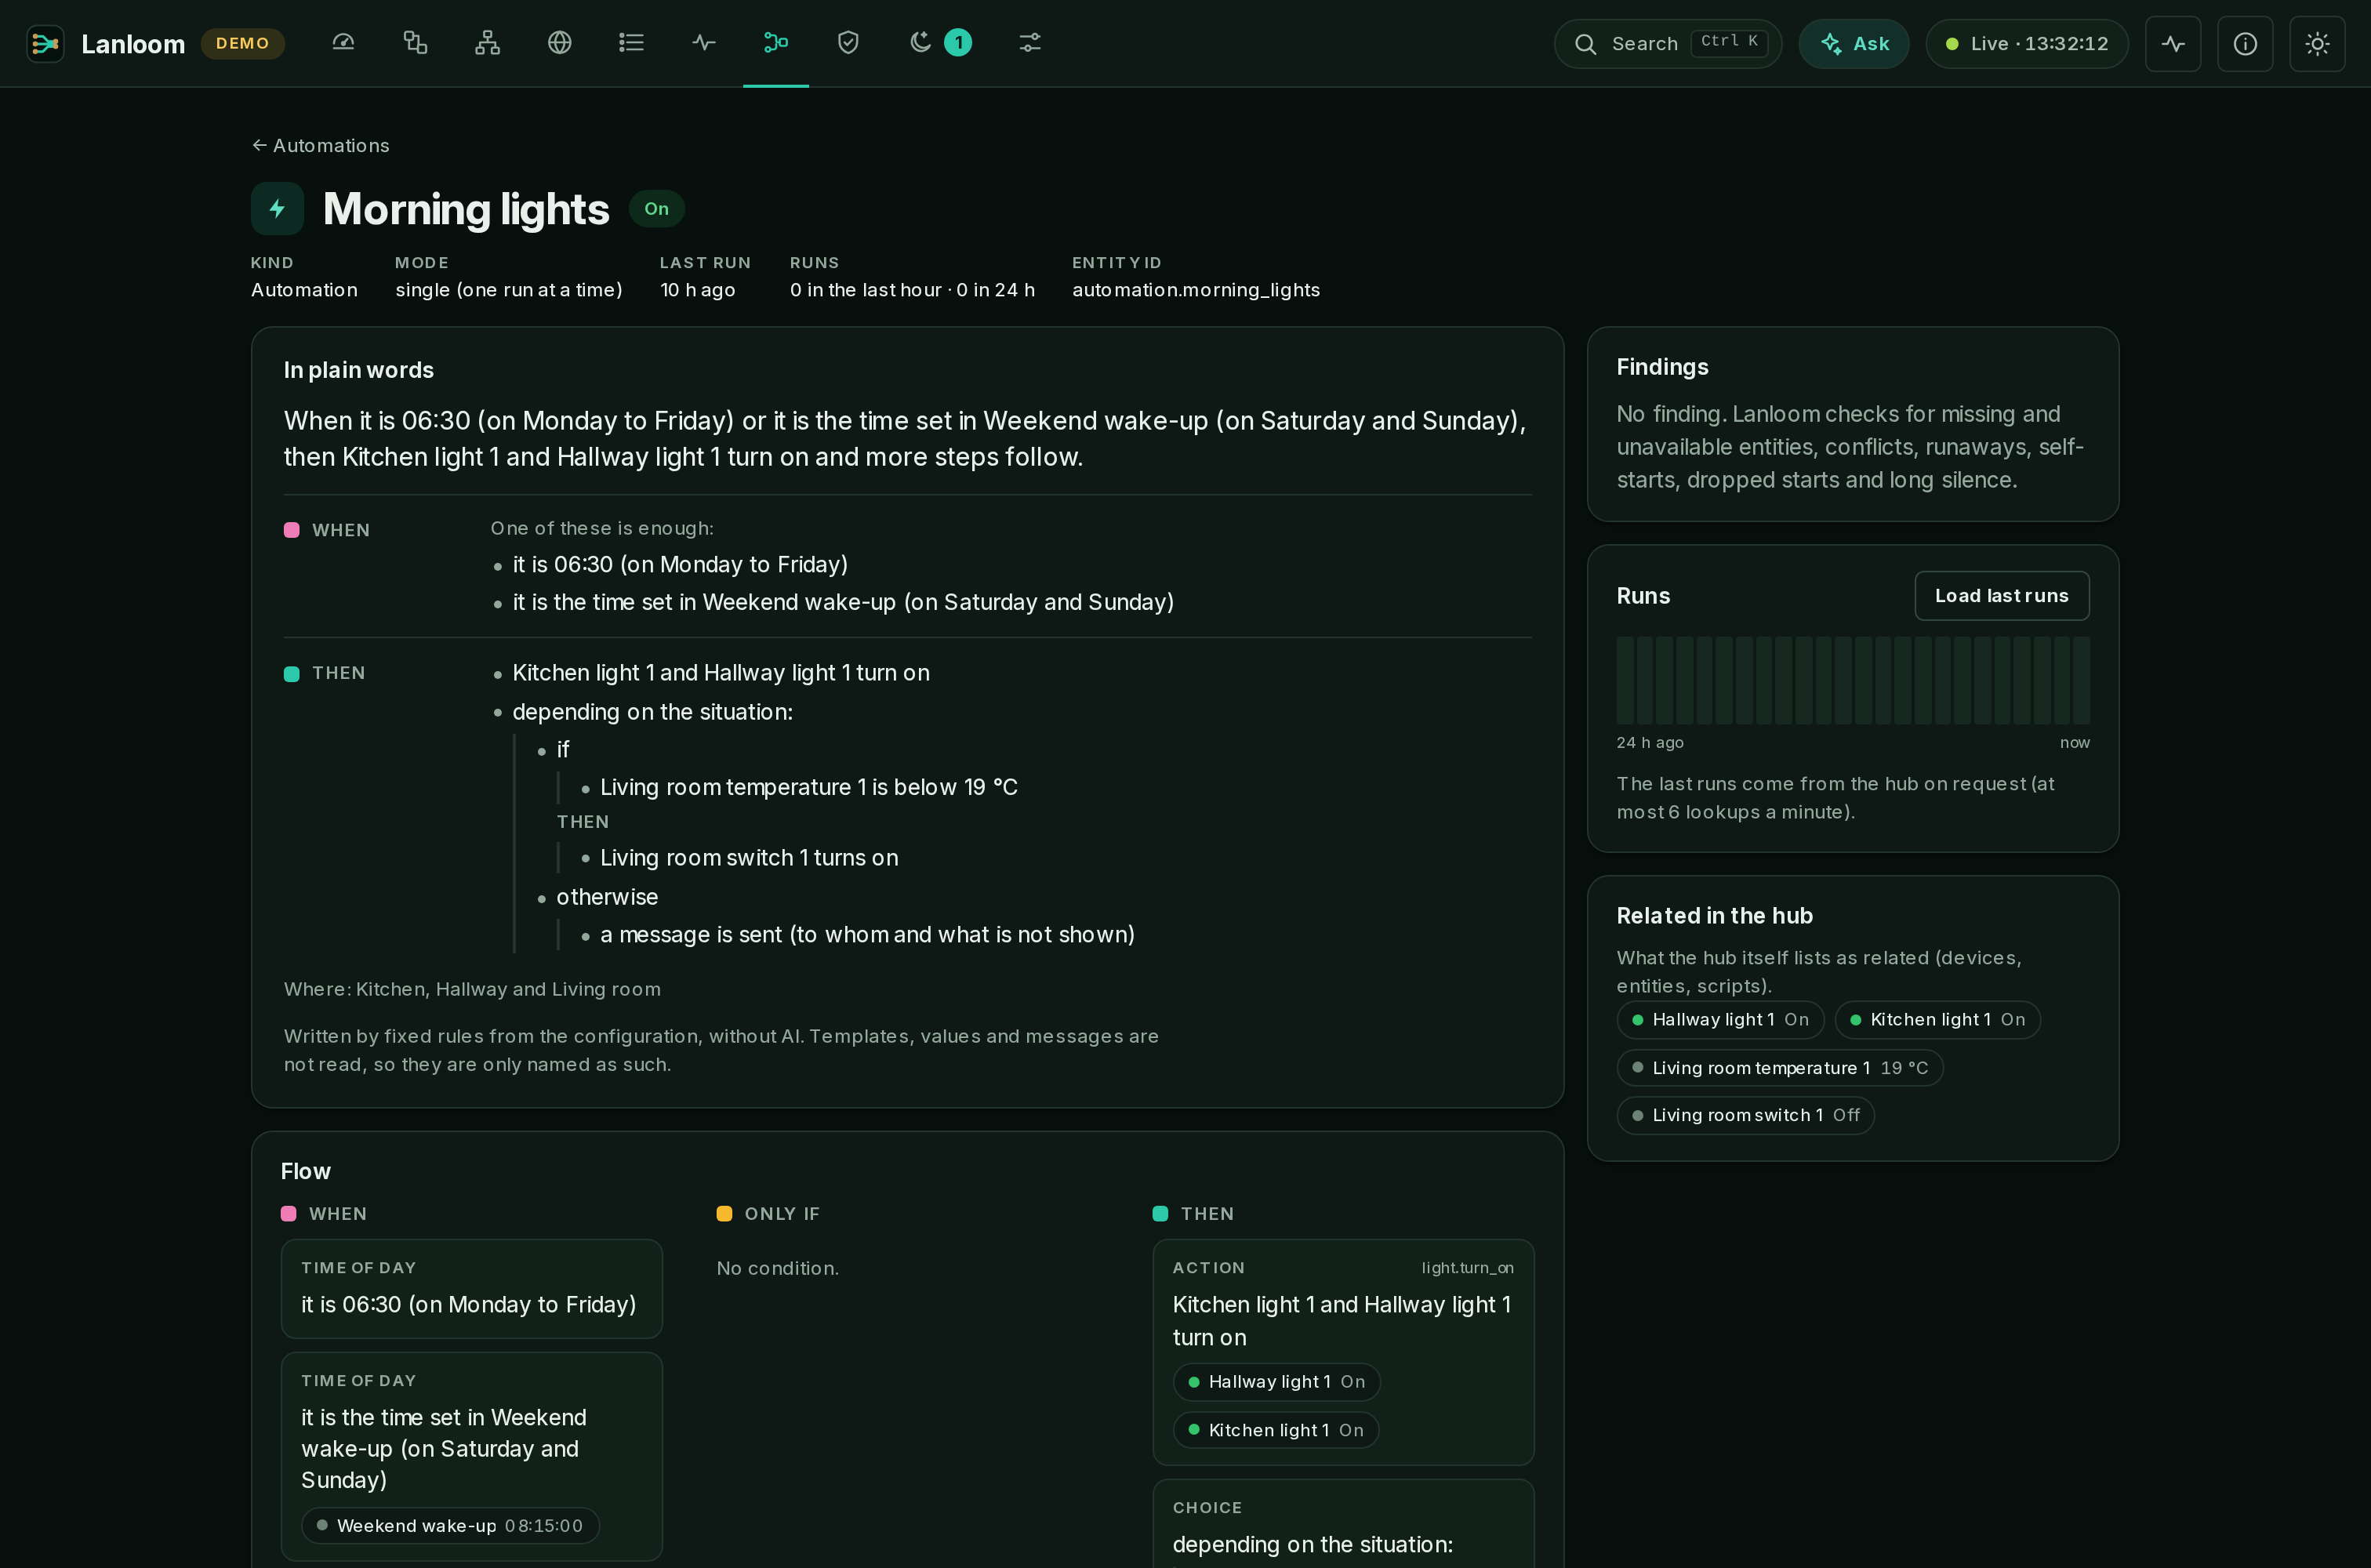 Lanloom DEMO 1 Search Ctrl K Ask Live · 13:32:12
← Automations
Morning lights On
KIND MODE LAST RUN RUNS ENTITY ID
Automation single (one run at a time) 10 h ago 0 in the last hour · 0 in 24 h automation.morning_lights
In plain words
When it is 06:30 (on Monday to Friday) or it is the time set in Weekend wake-up (on Saturday and Sunday),
then Kitchen light 1 and Hallway light 1 turn on and more steps follow.
WHEN
One of these is enough:
it is 06:30 (on Monday to Friday)
it is the time set in Weekend wake-up (on Saturday and Sunday)
THEN
Kitchen light 1 and Hallway light 1 turn on
depending on the situation:
if
Living room temperature 1 is below 19 °C
THEN
Living room switch 1 turns on
otherwise
a message is sent (to whom and what is not shown)
Where: Kitchen, Hallway and Living room
Written by fixed rules from the configuration, without AI. Templates, values and messages are
not read, so they are only named as such.
Findings
No finding. Lanloom checks for missing and
unavailable entities, conflicts, runaways, self-
starts, dropped starts and long silence.
Runs Load last runs
24 h ago now
The last runs come from the hub on request (at
most 6 lookups a minute).
Related in the hub
What the hub itself lists as related (devices,
entities, scripts).
Hallway light 1 On Kitchen light 1 On
Living room temperature 1 19 °C
Living room switch 1 Off
Flow
WHEN
TIME OF DAY
it is 06:30 (on Monday to Friday)
TIME OF DAY
it is the time set in Weekend
wake-up (on Saturday and
Sunday)
Weekend wake-up 08:15:00
ONLY IF
No condition.
THEN
ACTION light.turn_on
Kitchen light 1 and Hallway light 1
turn on
Hallway light 1 On
Kitchen light 1 On
CHOICE
depending on the situation: